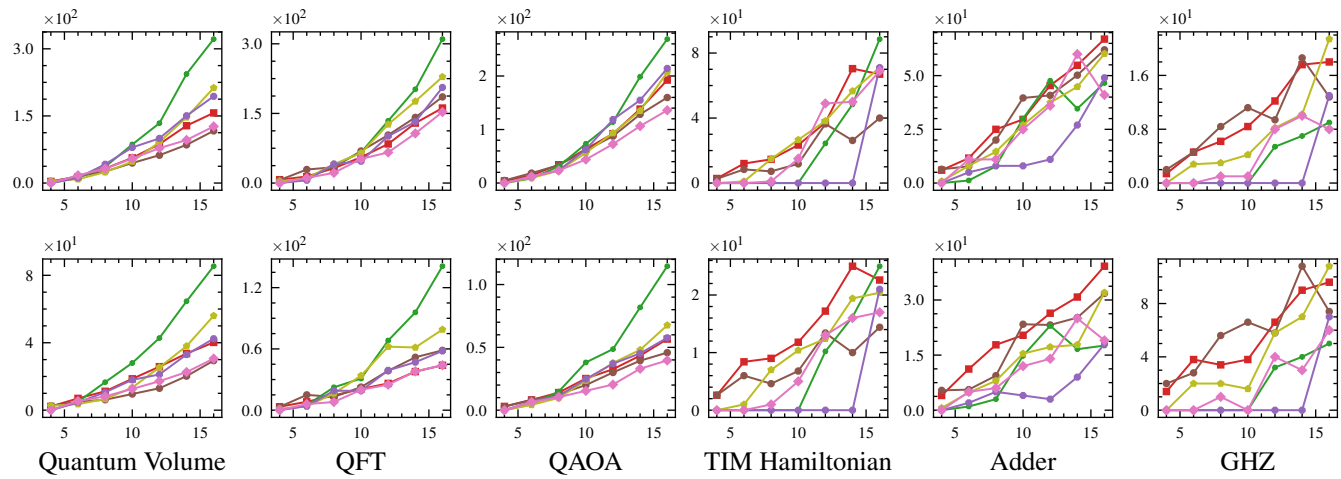 ×10² ×10² ×10² ×10¹ ×10¹ ×10¹
3.0 3.0 2 8 5.0 1.6
1.5 1.5 1 4 2.5 0.8
0.0 0.0 0 0 0.0 0.0
5 10 15 5 10 15 5 10 15 5 10 15 5 10 15 5 10 15
×10¹ ×10² ×10² ×10¹ ×10¹
8 1.2 1.2 2 3.0 8
4 0.6 0.8 1 1.5 4
0 0.0 0.4 0 0.0 0
0.0
5 10 15 5 10 15 5 10 15 5 10 15 5 10 15 5 10 15
Quantum Volume QFT QAOA TIM Hamiltonian Adder GHZ